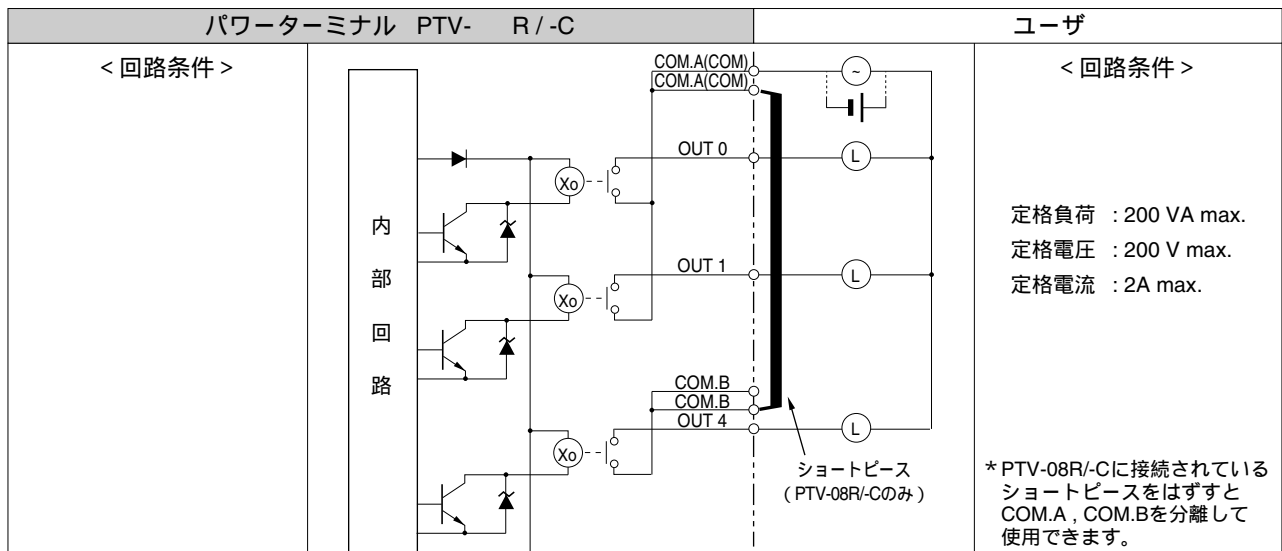 パワーターミナル PTV-  R / -C
ユーザ
< 回路条件 >
内
部
回
路
COM.A(COM)
COM.A(COM)
~
OUT 0
L
Xo
OUT 1
L
Xo
COM.B
COM.B
OUT 4
L
Xo
ショートピース
( PTV-08R/-Cのみ )
< 回路条件 >
定格負荷 : 200 VA max.
定格電圧 : 200 V max.
定格電流 : 2A max.
*PTV-08R/-Cに接続されている
ショートピースをはずすと
COM.A , COM.Bを分離して
使用できます。